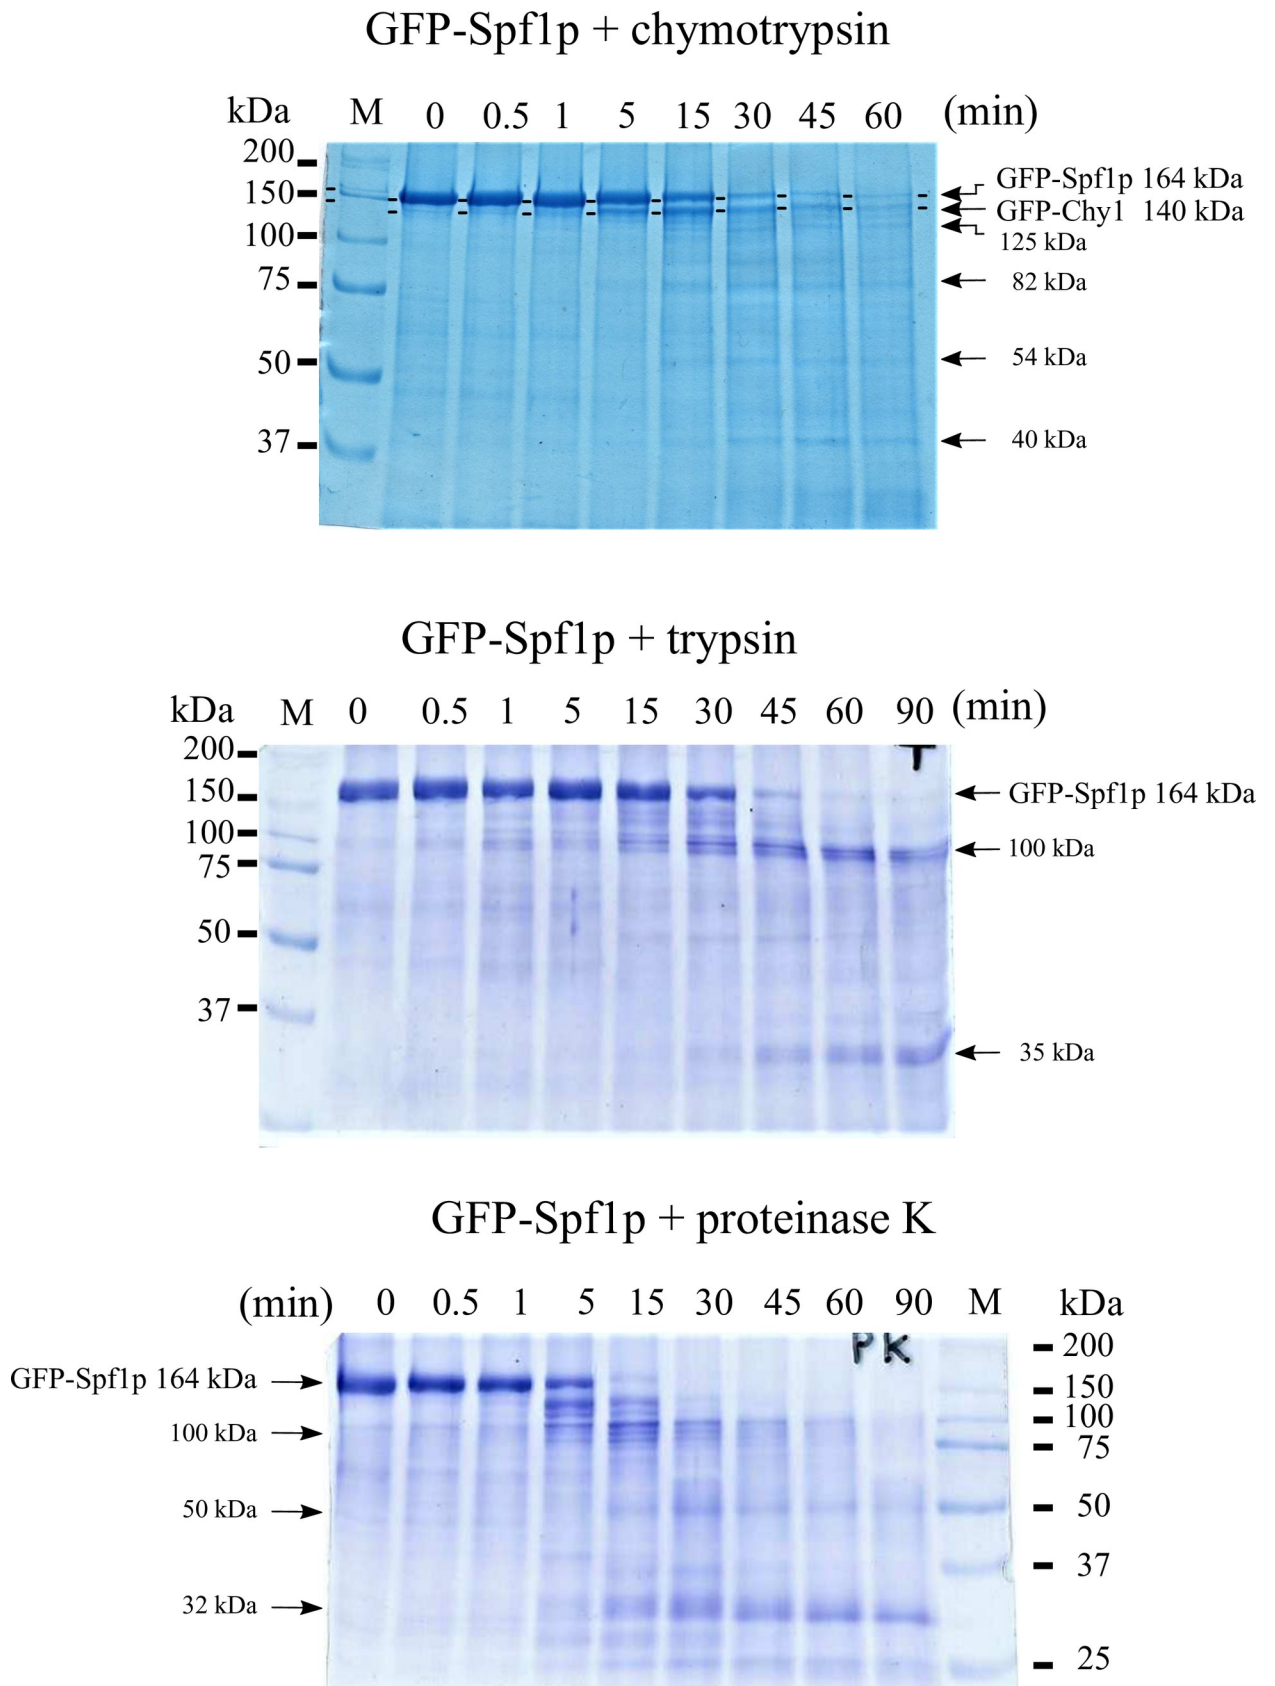 GFP-Spf1p + chymotrypsin
kDa M 0 0.5 1 5 15 30 45 60 (min)
200
150
100
75
50
37
GFP-Spf1p 164 kDa
GFP-Chy1 140 kDa
125 kDa
82 kDa
54 kDa
40 kDa
GFP-Spf1p + trypsin
kDa M 0 0.5 1 5 15 30 45 60 90 (min)
200
150
100
75
50
37
T
GFP-Spf1p 164 kDa
100 kDa
35 kDa
GFP-Spf1p + proteinase K
(min) 0 0.5 1 5 15 30 45 60 90 M kDa
PK
GFP-Spf1p 164 kDa
100 kDa
50 kDa
32 kDa
200
150
100
75
50
37
25